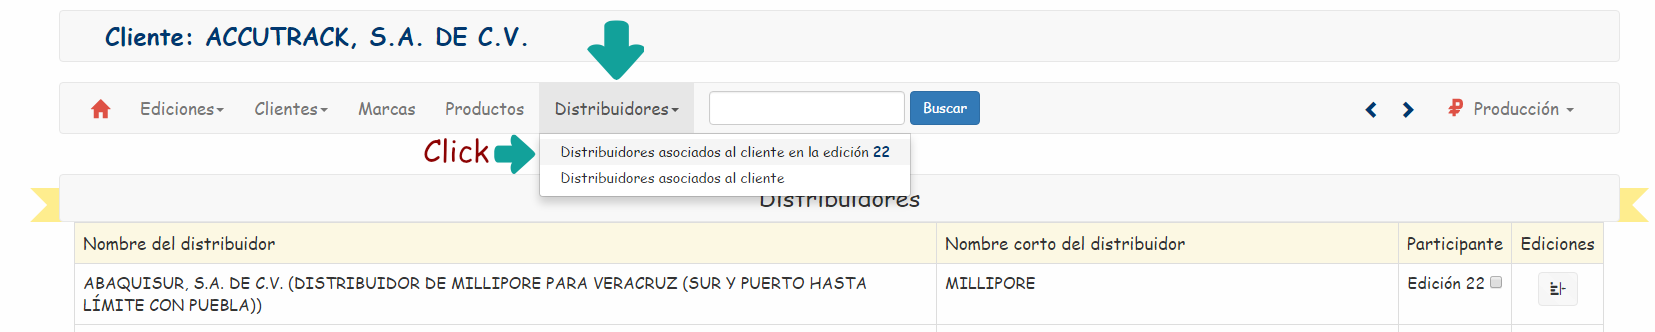 Cliente: ACCUTRACK, S.A. DE C.V.
Ediciones Clientes Marcas Productos Distribuidores Buscar Producción
Click
Distribuidores asociados al cliente en la edición 22
Distribuidores asociados al cliente
Distribuidores
Nombre del distribuidor Nombre corto del distribuidor Participante Ediciones
ABAQUISUR, S.A. DE C.V. (DISTRIBUIDOR DE MILLIPORE PARA VERACRUZ (SUR Y PUERTO HASTA MILLIPORE Edición 22
LÍMITE CON PUEBLA))